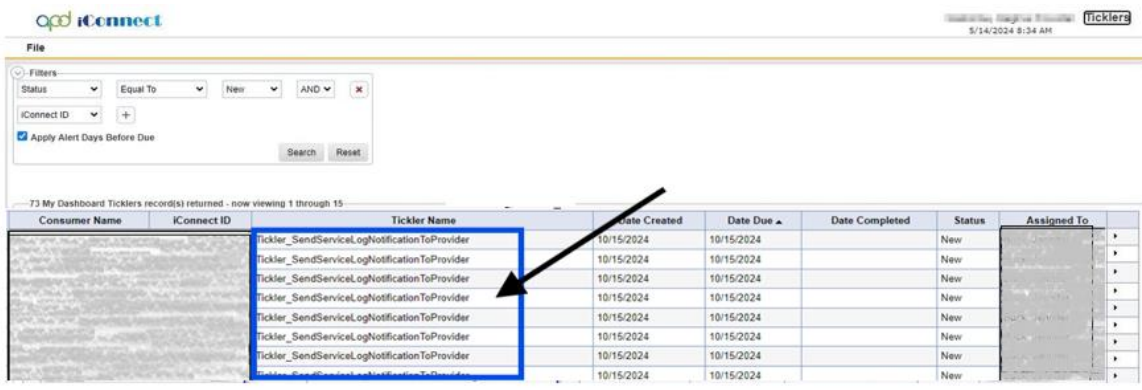 apd iConnect
Ticklers
5/14/2024 8:34 AM
File
Filters
Status Equal To New AND
iConnect ID
Apply Alert Days Before Due
Search Reset
73 My Dashboard Ticklers record(s) returned - now viewing 1 through 15
Consumer Name iConnect ID Tickler Name Date Created Date Due Date Completed Status Assigned To
Tickler_SendServiceLogNotificationToProvider 10/15/2024 10/15/2024 New
Tickler_SendServiceLogNotificationToProvider 10/15/2024 10/15/2024 New
Tickler_SendServiceLogNotificationToProvider 10/15/2024 10/15/2024 New
Tickler_SendServiceLogNotificationToProvider 10/15/2024 10/15/2024 New
Tickler_SendServiceLogNotificationToProvider 10/15/2024 10/15/2024 New
Tickler_SendServiceLogNotificationToProvider 10/15/2024 10/15/2024 New
Tickler_SendServiceLogNotificationToProvider 10/15/2024 10/15/2024 New
Tickler_SendServiceLogNotificationToProvider 10/15/2024 10/15/2024 New